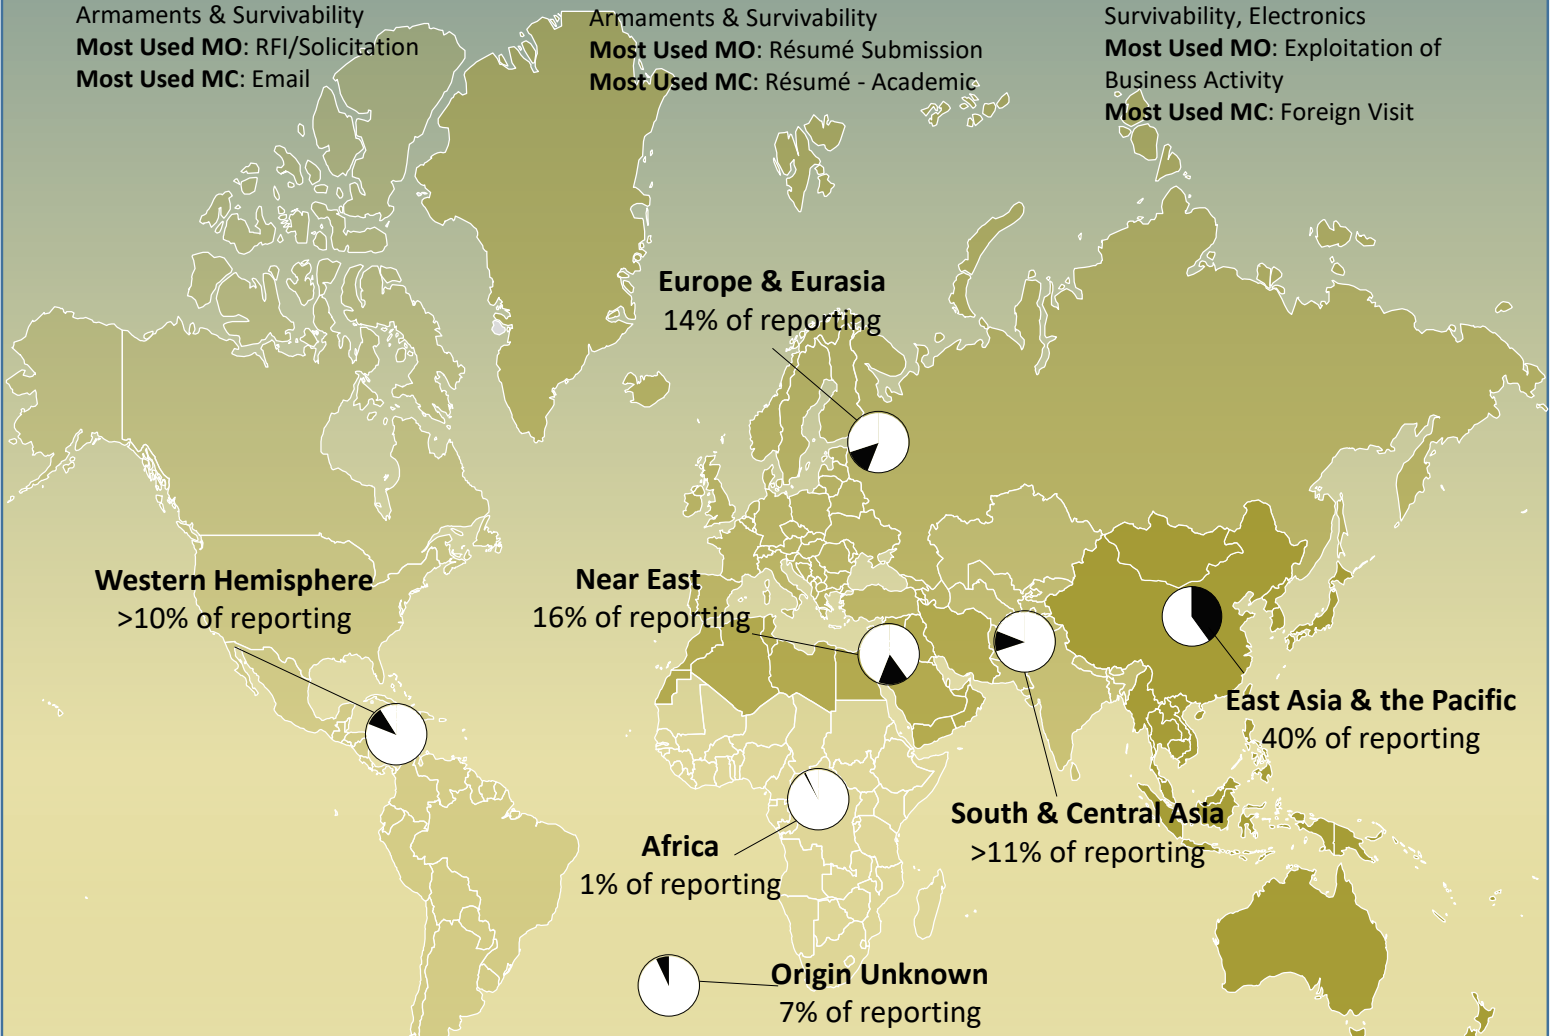 Armaments & Survivability
Most Used MO: RFI/Solicitation
Most Used MC: Email
Armaments & Survivability
Most Used MO: Résumé Submission
Most Used MC: Résumé - Academic
Survivability, Electronics
Most Used MO: Exploitation of
Business Activity
Most Used MC: Foreign Visit
Europe & Eurasia
14% of reporting
Western Hemisphere
>10% of reporting
Near East
16% of reporting
East Asia & the Pacific
40% of reporting
South & Central Asia
>11% of reporting
Africa
1% of reporting
Origin Unknown
7% of reporting